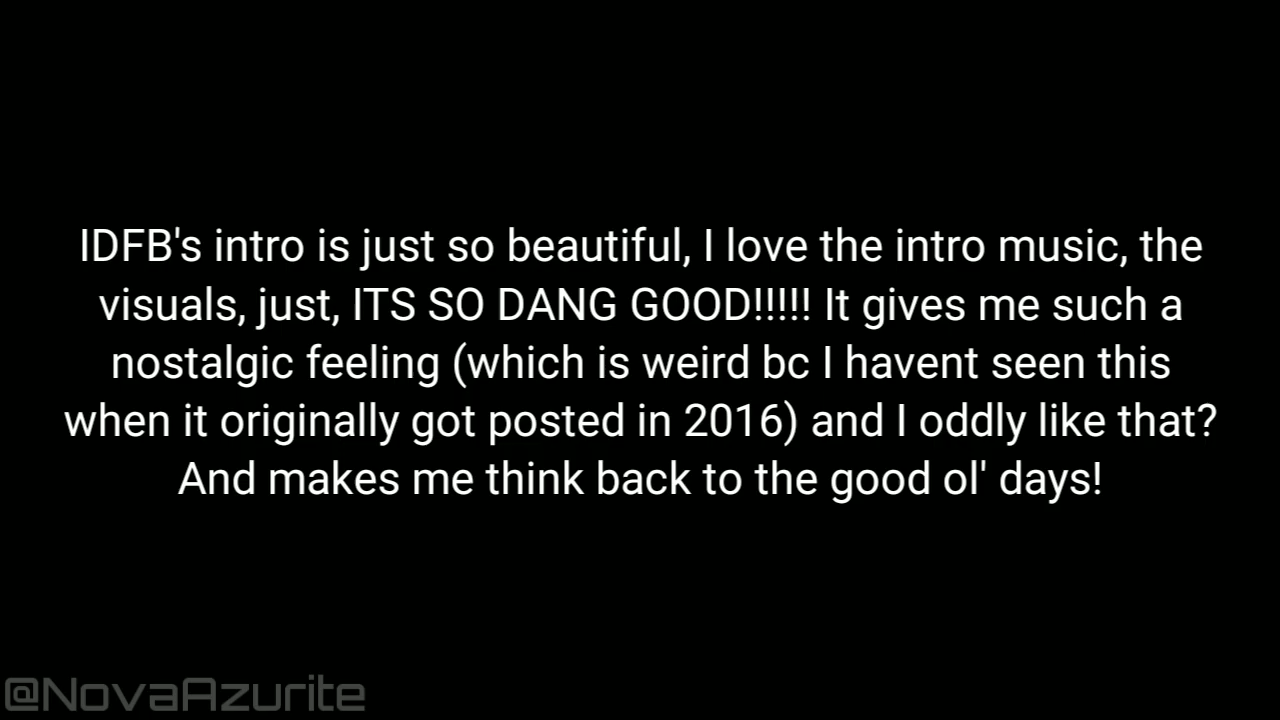 IDFB's intro is just so beautiful, I love the intro music, the
visuals, just, ITS SO DANG GOOD!!!!! It gives me such a
nostalgic feeling (which is weird bc I havent seen this
when it originally got posted in 2016) and I oddly like that?
And makes me think back to the good ol' days!
@NovaAzurite